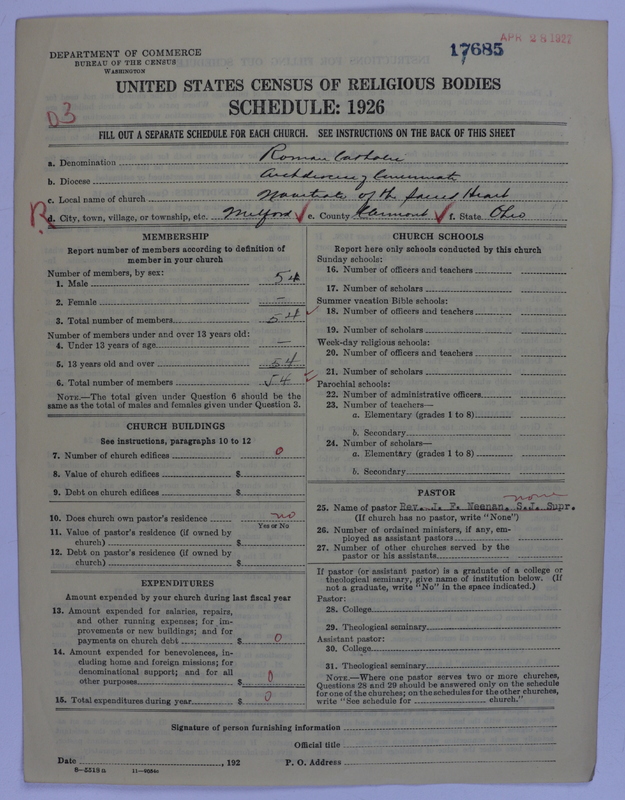 DEPARTMENT OF COMMERCE
BUREAU OF THE CENSUS
WASHINGTON
17685
APR 28 1927
UNITED STATES CENSUS OF RELIGIOUS BODIES
SCHEDULE: 1926
D3
FILL OUT A SEPARATE SCHEDULE FOR EACH CHURCH. SEE INSTRUCTIONS ON THE BACK OF THIS SHEET
a. Denomination Roman Catholic
b. Diocese Archdiocese of Cincinnati
c. Local name of church Novitiate of the Sacred Heart
R d. City, town, village, or township, etc. Milford e. County Clermont f. State Ohio
MEMBERSHIP
Report number of members according to definition of
member in your church
Number of members, by sex:
1. Male 54
2. Female —
3. Total number of members 54
Number of members under and over 13 years old:
4. Under 13 years of age —
5. 13 years old and over 54
6. Total number of members 54
NOTE.—The total given under Question 6 should be the
same as the total of males and females given under Question 3.
CHURCH BUILDINGS
See instructions, paragraphs 10 to 12
7. Number of church edifices 0
8. Value of church edifices $
9. Debt on church edifices $
10. Does church own pastor's residence no
Yes or No
11. Value of pastor's residence (if owned by
church) $
12. Debt on pastor's residence (if owned by
church) $
EXPENDITURES
Amount expended by your church during last fiscal year
13. Amount expended for salaries, repairs,
and other running expenses; for im-
provements or new buildings; and for
payments on church debt $ 0
14. Amount expended for benevolences, in-
cluding home and foreign missions; for
denominational support; and for all
other purposes $ 0
15. Total expenditures during year $ 0
CHURCH SCHOOLS
Report here only schools conducted by this church
Sunday schools:
16. Number of officers and teachers
17. Number of scholars
Summer vacation Bible schools:
18. Number of officers and teachers
19. Number of scholars
Week-day religious schools:
20. Number of officers and teachers
21. Number of scholars
Parochial schools:
22. Number of administrative officers
23. Number of teachers—
a. Elementary (grades 1 to 8)
b. Secondary
24. Number of scholars—
a. Elementary (grades 1 to 8)
b. Secondary
PASTOR
none
25. Name of pastor Rev. J. F. Neenan, S.J. Supr.
(If church has no pastor, write "None")
26. Number of ordained ministers, if any, em-
ployed as assistant pastors
27. Number of other churches served by the
pastor or his assistants
If pastor (or assistant pastor) is a graduate of a college or
theological seminary, give name of institution below. (If
not a graduate, write "No" in the space indicated.)
Pastor:
28. College
29. Theological seminary
Assistant pastor:
30. College
31. Theological seminary
NOTE.—Where one pastor serves two or more churches,
Questions 28 and 29 should be answered only on the schedule
for one of the churches; on the schedules for the other churches,
write "See schedule for church."
Signature of person furnishing information
Official title
Date , 192 P. O. Address
8-5518a 11-9054c